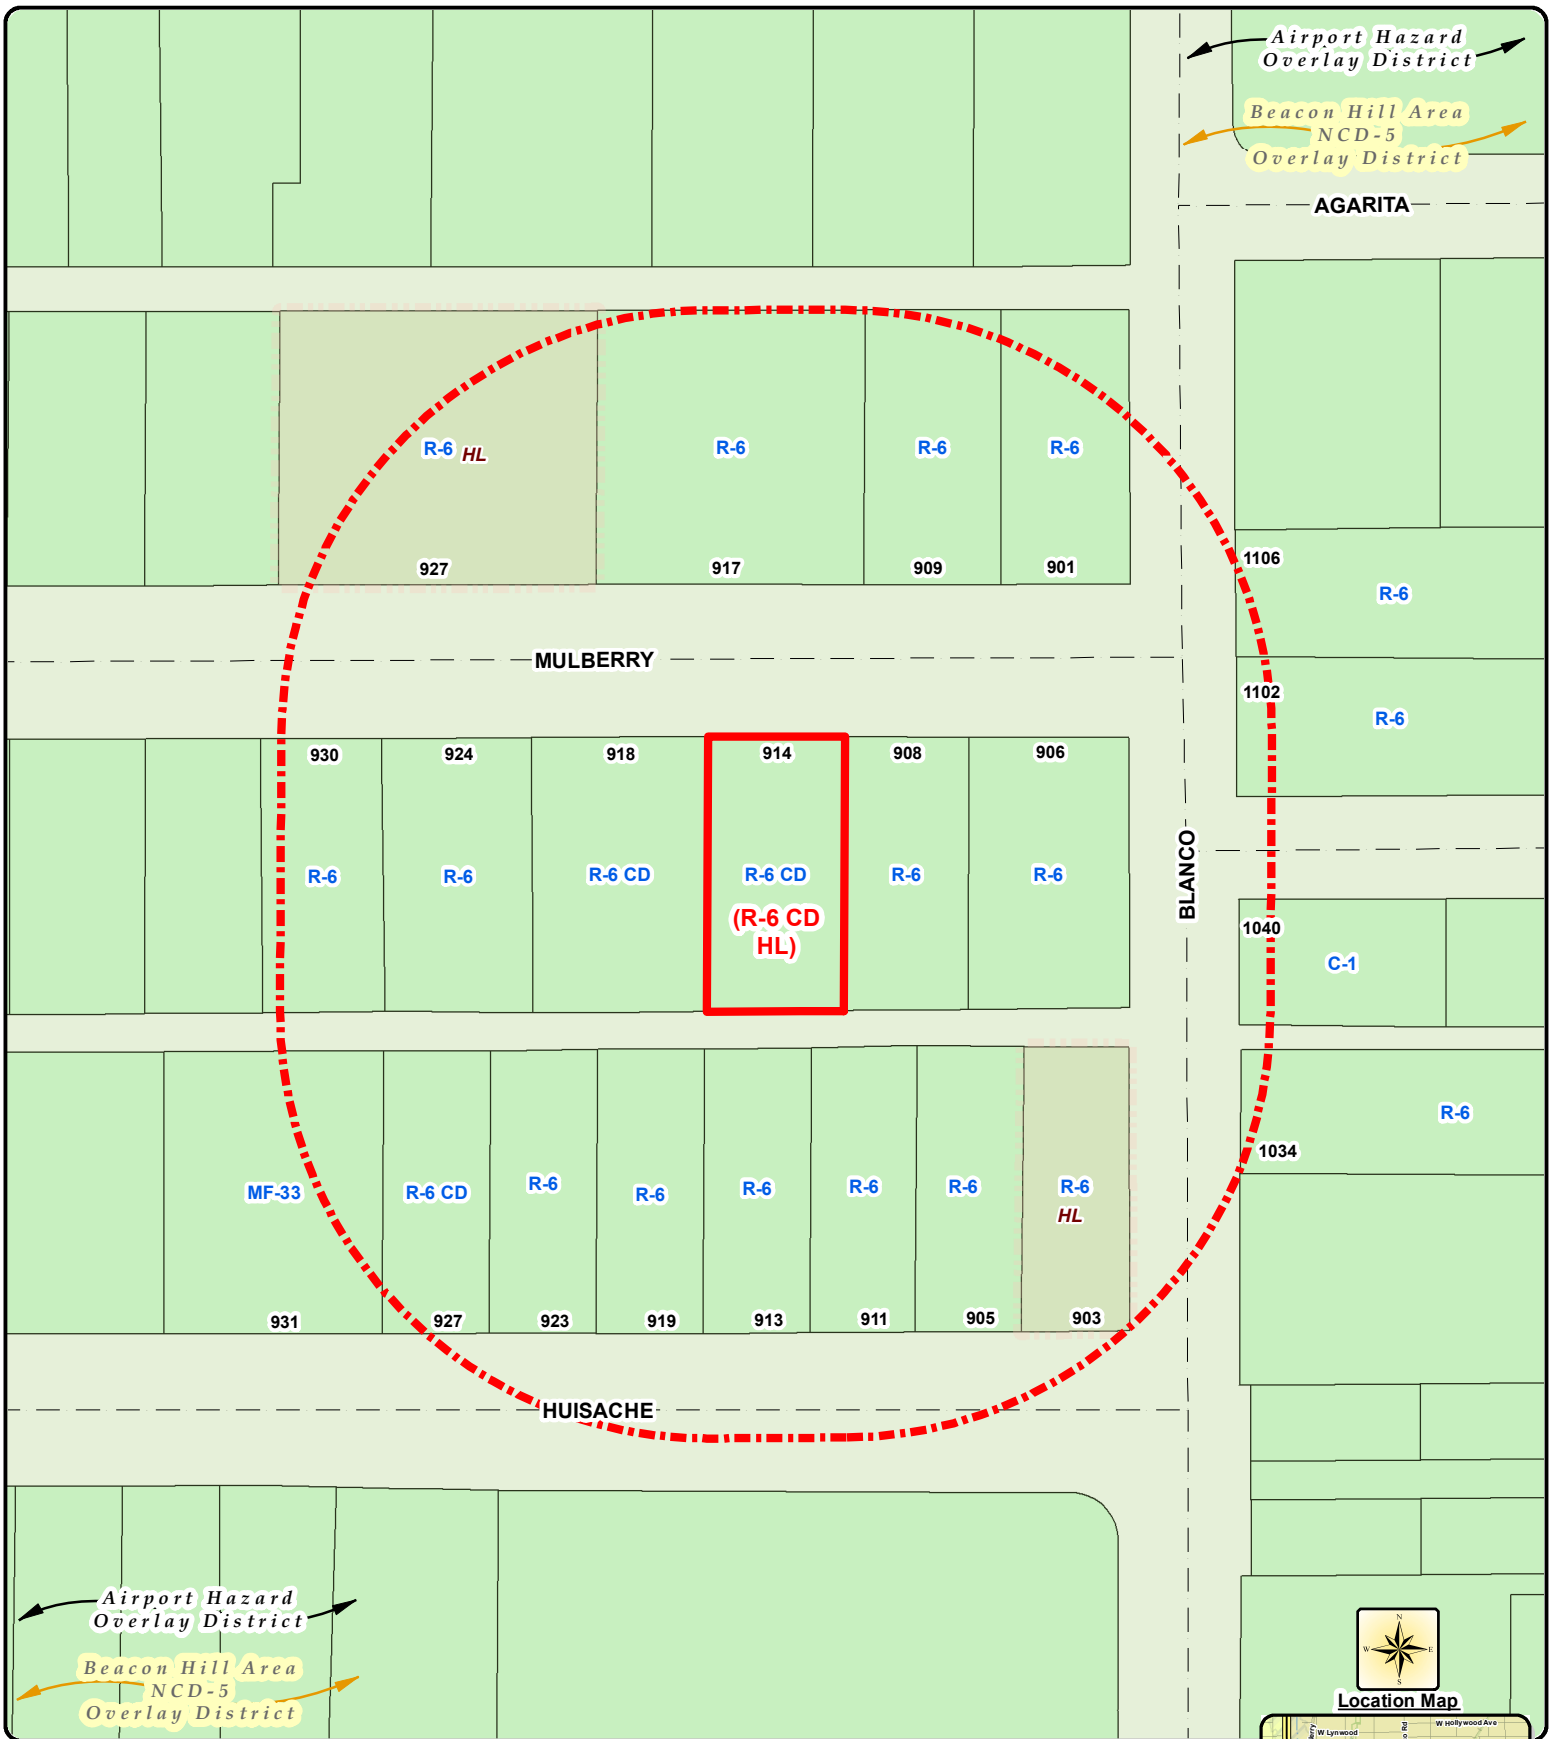 Airport Hazard
Overlay District
Beacon Hill Area
NCD-5
Overlay District
AGARITA
R-6 HL
R-6
R-6
R-6
927
917
909
901
1106
R-6
MULBERRY
1102
R-6
930
924
918
914
908
906
BLANCO
R-6
R-6
R-6 CD
R-6 CD
R-6
R-6
(R-6 CD
HL)
1040
C-1
R-6
1034
MF-33
R-6 CD
R-6
R-6
R-6
R-6
R-6
R-6
HL
931
927
923
919
913
911
905
903
HUISACHE
Airport Hazard
Overlay District
Beacon Hill Area
NCD-5
Overlay District
N
W
E
S
Location Map
W Lynwood
W Hollywood Ave